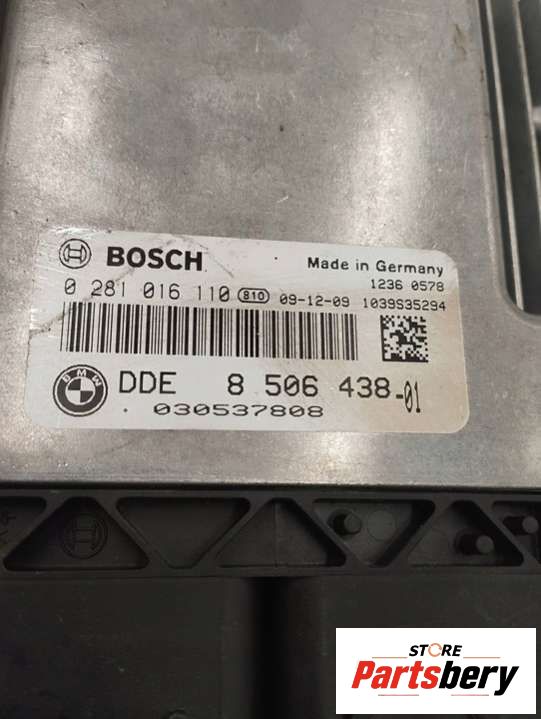 BOSCH
Made in Germany
1236 0578
0 281 016 110 810 09-12-09 1039S35294
BMW
DDE 8 506 438-01
030537808
STORE
Partsbery